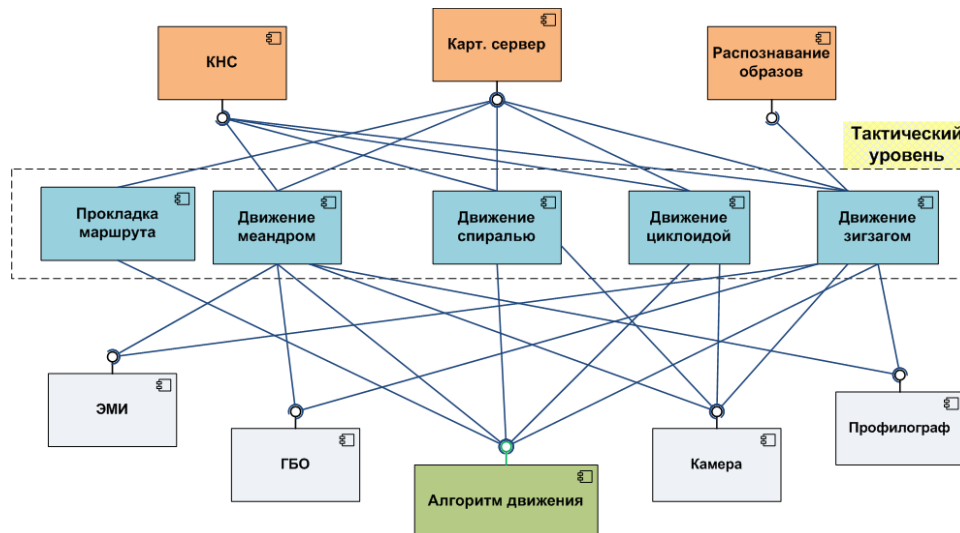 КНС
Карт. сервер
Распознавание
образов
Тактический
уровень
Прокладка
маршрута
Движение
меандром
Движение
спиралью
Движение
циклоидой
Движение
зигзагом
ЭМИ
ГБО
Алгоритм движения
Камера
Профилограф